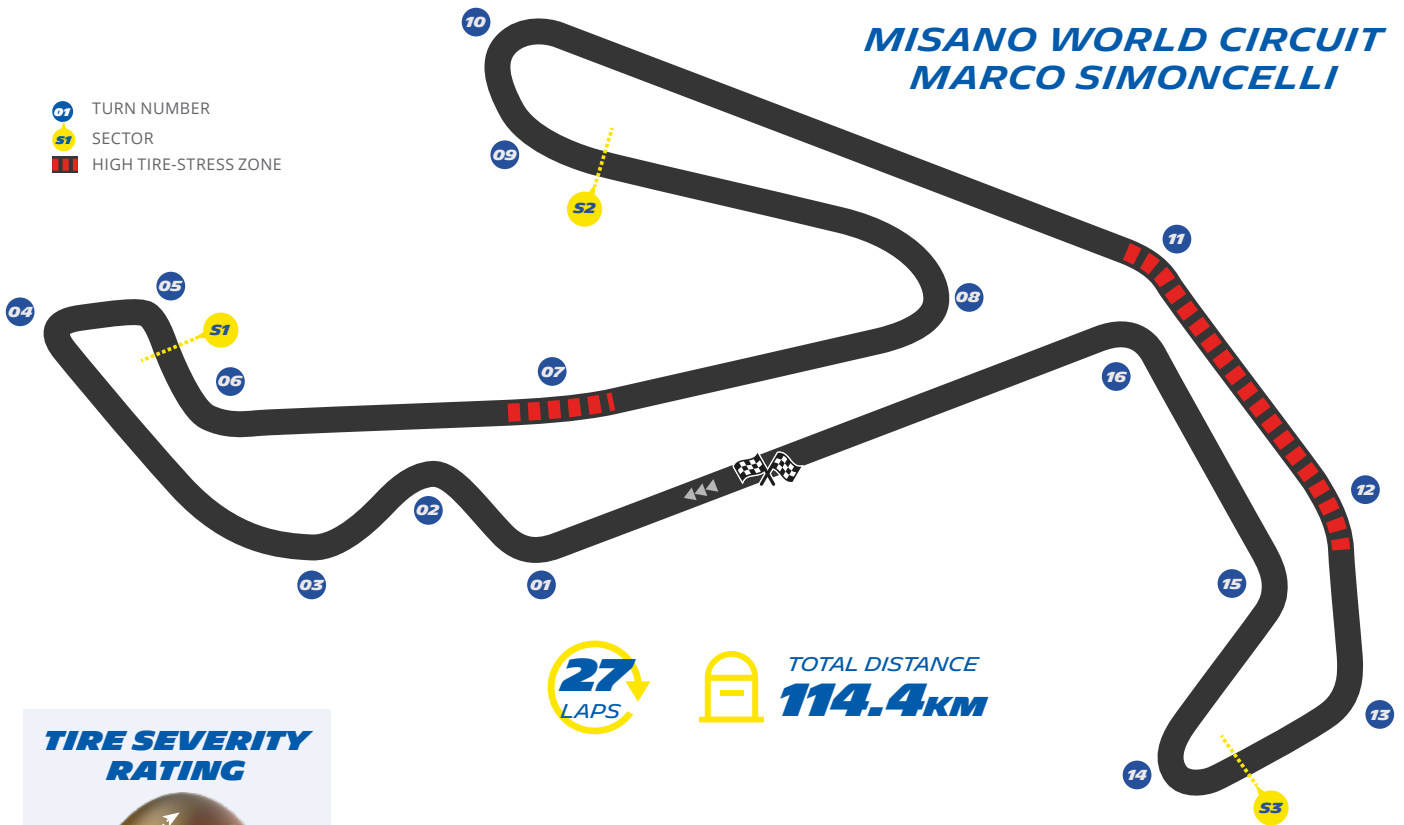 MISANO WORLD CIRCUIT
MARCO SIMONCELLI
01 TURN NUMBER
S1 SECTOR
HIGH TIRE-STRESS ZONE
10
09
S2
11
05
04
S1
08
06
07
16
12
02
03
01
15
13
14
S3
27
LAPS
TOTAL DISTANCE
114.4KM
TIRE SEVERITY
RATING